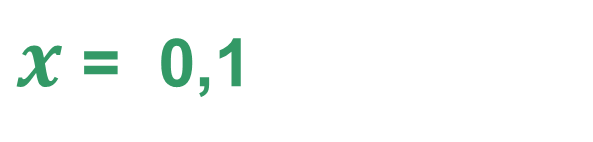 x = 0,1